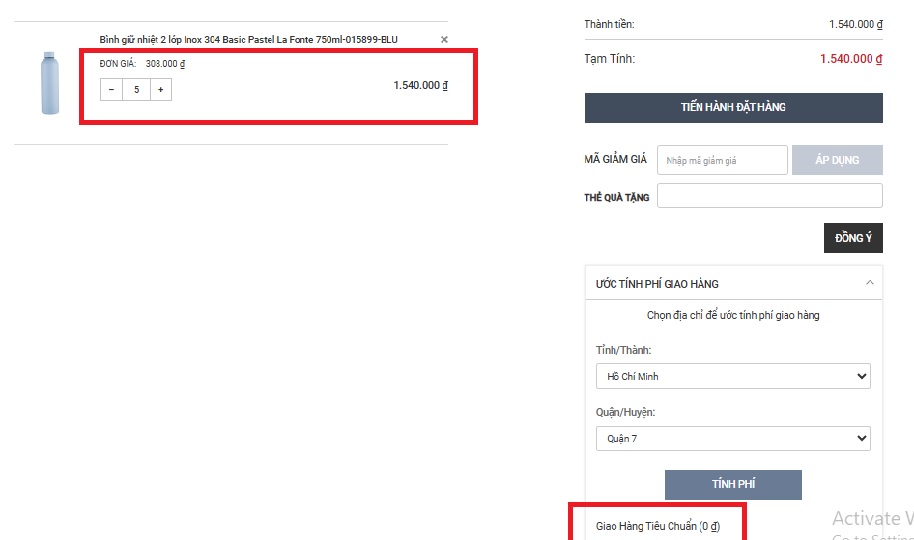 Bình giữ nhiệt 2 lớp Inox 304 Basic Pastel La Fonte 750ml-015899-BLU ×
ĐƠN GIÁ: 308.000 ₫
− 5 +
1.540.000 ₫
Thành tiền: 1.540.000 ₫
Tạm Tính: 1.540.000 ₫
TIẾN HÀNH ĐẶT HÀNG
MÃ GIẢM GIÁ Nhập mã giảm giá ÁP DỤNG
THẺ QUÀ TẶNG
ĐỒNG Ý
ƯỚC TÍNH PHÍ GIAO HÀNG
Chọn địa chỉ để ước tính phí giao hàng
Tỉnh/Thành:
Hồ Chí Minh
Quận/Huyện:
Quận 7
TÍNH PHÍ
Giao Hàng Tiêu Chuẩn (0 ₫)
Activate